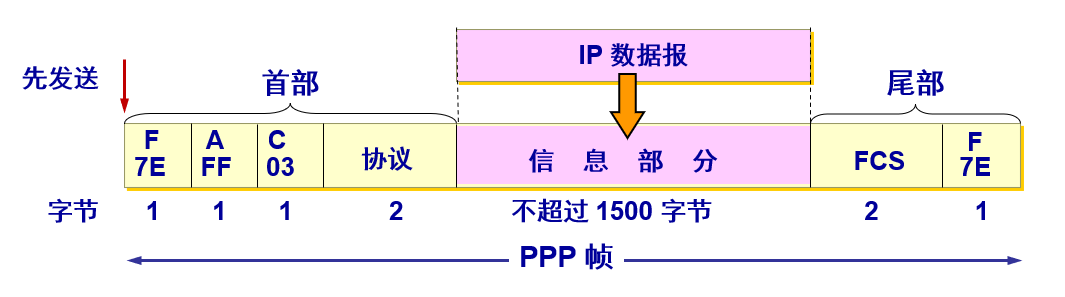 IP 数据报
先发送
首部
尾部
F A C F
7E FF 03 协议 信 息 部 分 FCS 7E
字节 1 1 1 2 不超过 1500 字节 2 1
PPP 帧